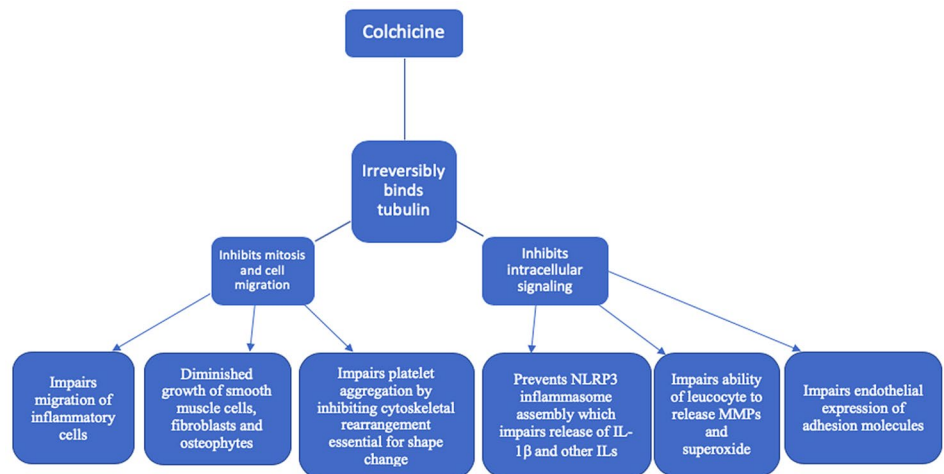 Colchicine
Irreversibly
binds
tubulin
Inhibits mitosis
and cell
migration
Inhibits
intracellular
signaling
Impairs
migration of
inflammatory
cells
Diminished
growth of smooth
muscle cells,
fibroblasts and
osteophytes
Impairs platelet
aggregation by
inhibiting cytoskeletal
rearrangement
essential for shape
change
Prevents NLRP3
inflammasome
assembly which
impairs release of IL-
1β and other ILs
Impairs ability
of leucocyte to
release MMPs
and
superoxide
Impairs endothelial
expression of
adhesion molecules